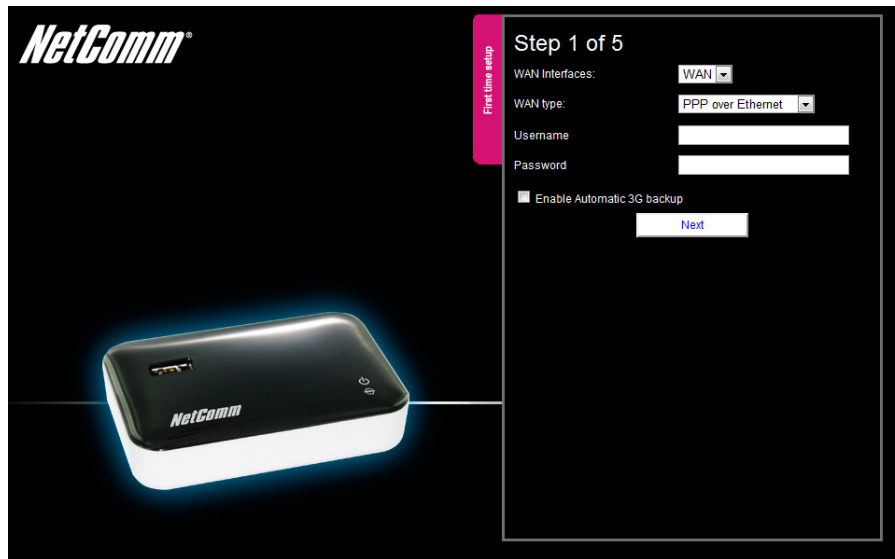 NetComm®
First time setup
Step 1 of 5
WAN Interfaces: WAN
WAN type: PPP over Ethernet
Username
Password
Enable Automatic 3G backup
Next
NetComm